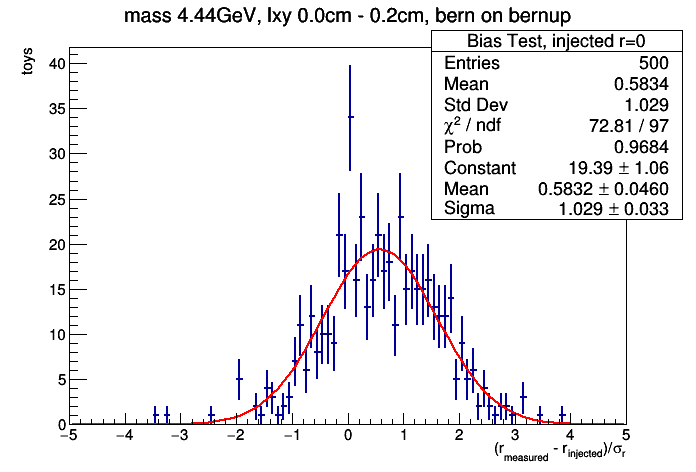 mass 4.44GeV, lxy 0.0cm - 0.2cm, bern on bernup
Bias Test, injected r=0
Entries 500
Mean 0.5834
Std Dev 1.029
χ² / ndf 72.81 / 97
Prob 0.9684
Constant 19.39 ± 1.06
Mean 0.5832 ± 0.0460
Sigma 1.029 ± 0.033
toys
40
35
30
25
20
15
10
5
0
−5 −4 −3 −2 −1 0 1 2 3 4 5
(r_measured - r_injected)/σ_r